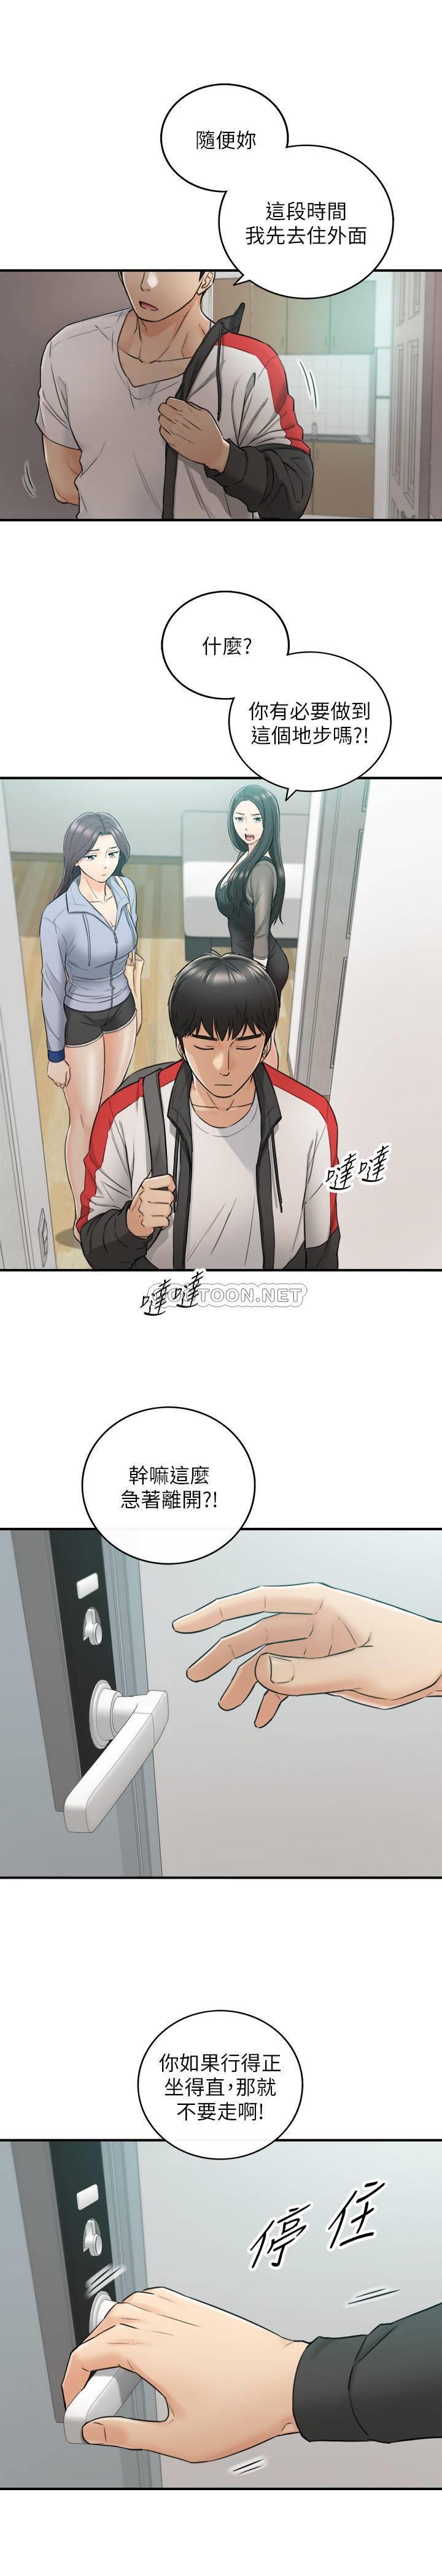 隨便妳
這段時間
我先去住外面
什麼?
你有必要做到
這個地步嗎?!
噠噠
噠噠
TOON.NET
幹嘛這麼
急著離開?!
你如果行得正
坐得直,那就
不要走啊!
停住